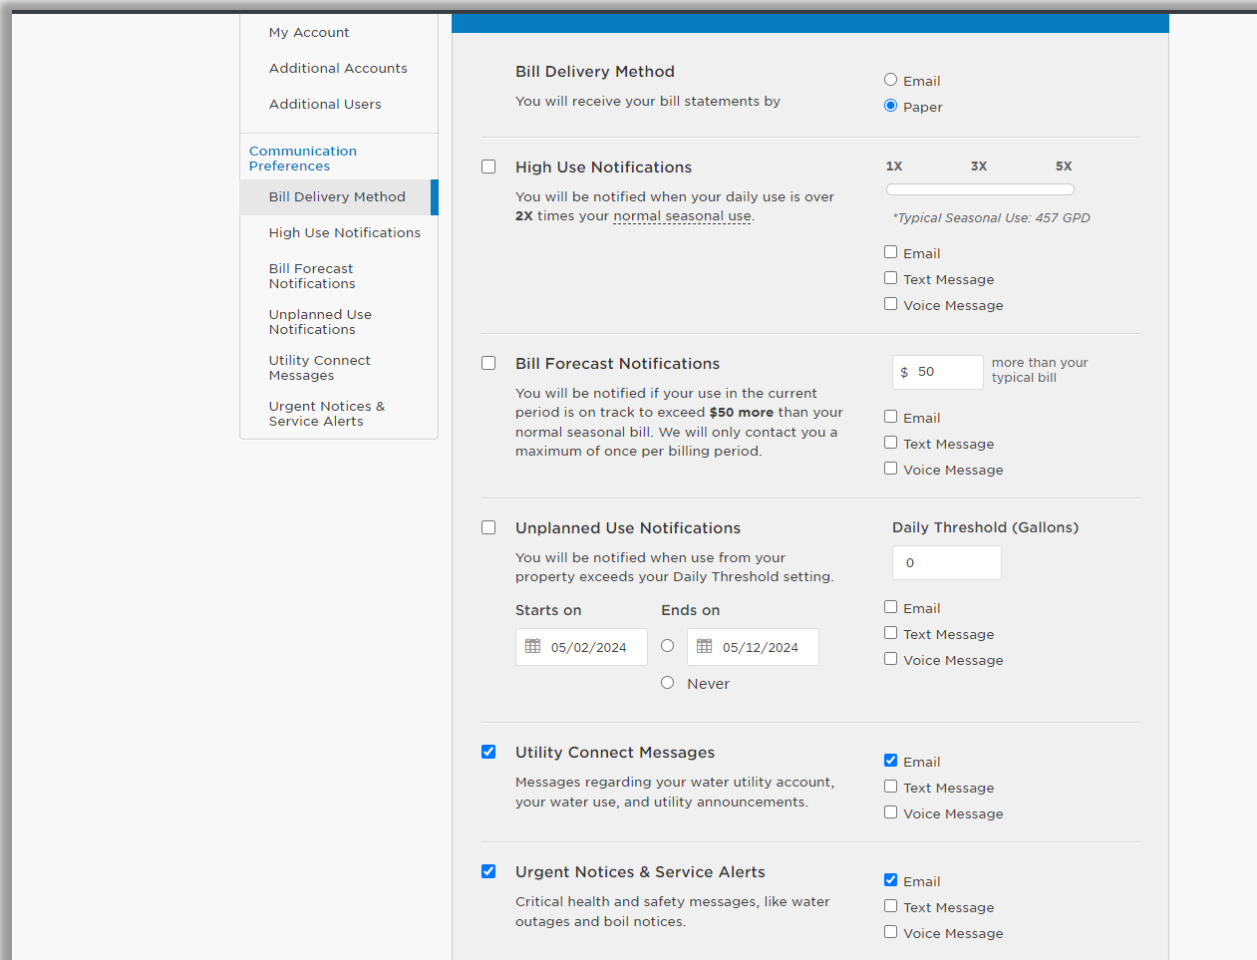 My Account
Additional Accounts
Additional Users
Communication
Preferences
Bill Delivery Method
High Use Notifications
Bill Forecast
Notifications
Unplanned Use
Notifications
Utility Connect
Messages
Urgent Notices &
Service Alerts
Bill Delivery Method
You will receive your bill statements by
Email
Paper
High Use Notifications
You will be notified when your daily use is over
2X times your normal seasonal use.
1X 3X 5X
*Typical Seasonal Use: 457 GPD
Email
Text Message
Voice Message
Bill Forecast Notifications
You will be notified if your use in the current
period is on track to exceed $50 more than your
normal seasonal bill. We will only contact you a
maximum of once per billing period.
$ 50
more than your
typical bill
Email
Text Message
Voice Message
Unplanned Use Notifications
You will be notified when use from your
property exceeds your Daily Threshold setting.
Starts on Ends on
05/02/2024 05/12/2024
Never
Daily Threshold (Gallons)
0
Email
Text Message
Voice Message
Utility Connect Messages
Messages regarding your water utility account,
your water use, and utility announcements.
Email
Text Message
Voice Message
Urgent Notices & Service Alerts
Critical health and safety messages, like water
outages and boil notices.
Email
Text Message
Voice Message